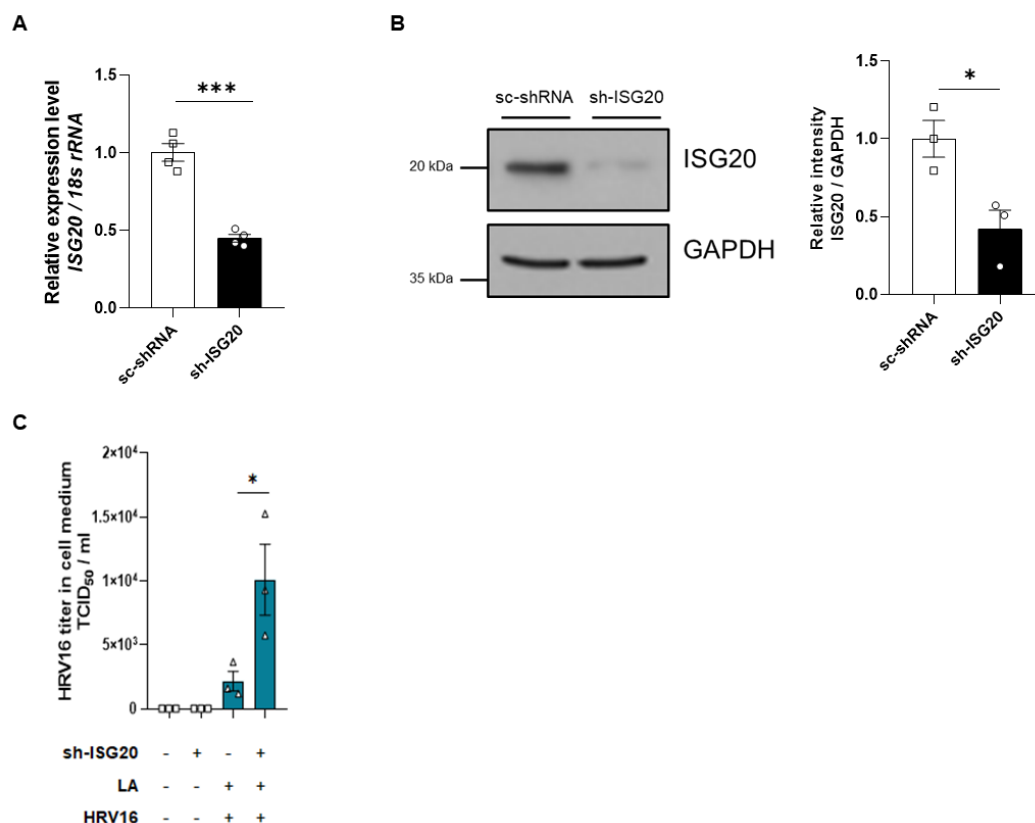 A
Relative expression level
ISG20 / 18s rRNA
1.5
1.0
0.5
0.0
***
sc-shRNA
sh-ISG20
B
sc-shRNA sh-ISG20
20 kDa
ISG20
GAPDH
35 kDa
Relative intensity
ISG20 / GAPDH
1.5
1.0
0.5
0.0
*
sc-shRNA
sh-ISG20
C
HRV16 titer in cell medium
TCID₅₀ / ml
2×10⁴
1.5×10⁴
1×10⁴
5×10³
0
*
sh-ISG20 - + - +
LA - - + +
HRV16 - - + +